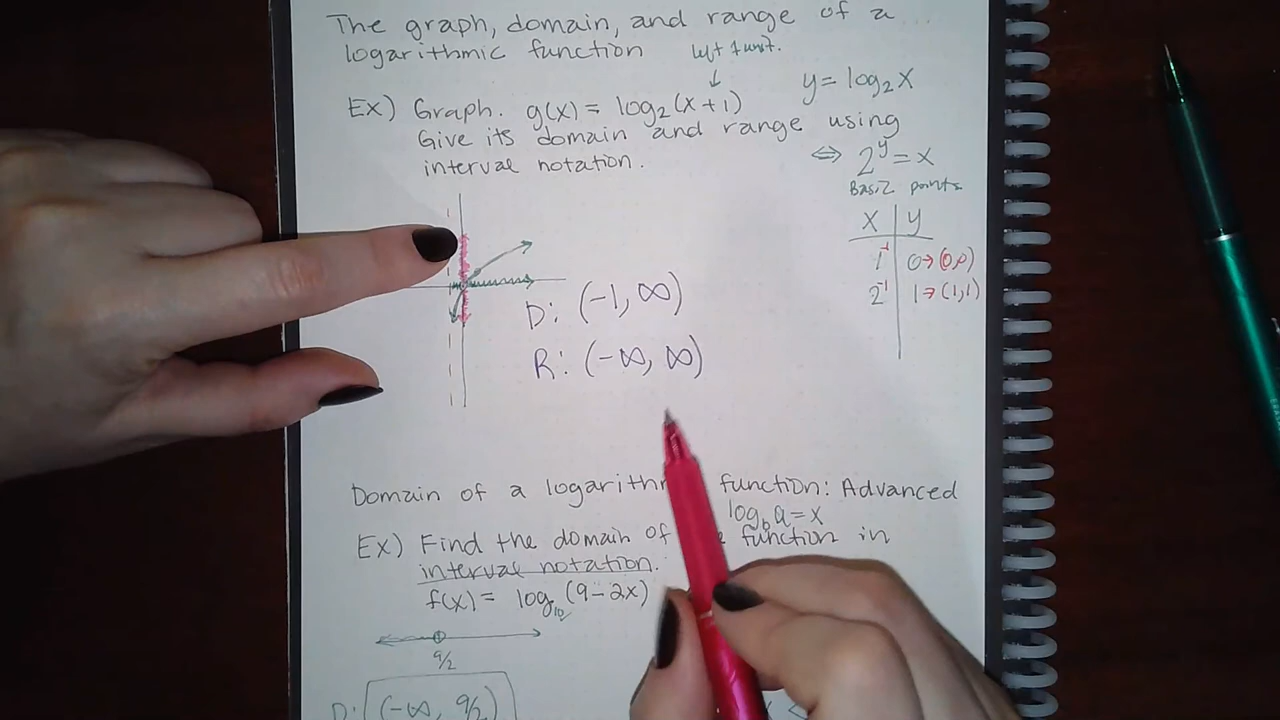 The graph, domain, and range of a
logarithmic function
left 1 unit.
↓
Ex) Graph. g(x) = log₂(x+1)
Give its domain and range using
interval notation.
y = log₂x
⇔ 2^y = x
Basic points
x | y
1⁻¹ | 0 → (0,0)
2⁻¹ | 1 → (1,1)
D: (-1, ∞)
R: (-∞, ∞)
Domain of a logarithm function: Advanced
log_b a = x
Ex) Find the domain of function in
interval notation.
f(x) = log₁₀(9-2x)
9/2
D: (-∞, 9/2)
<